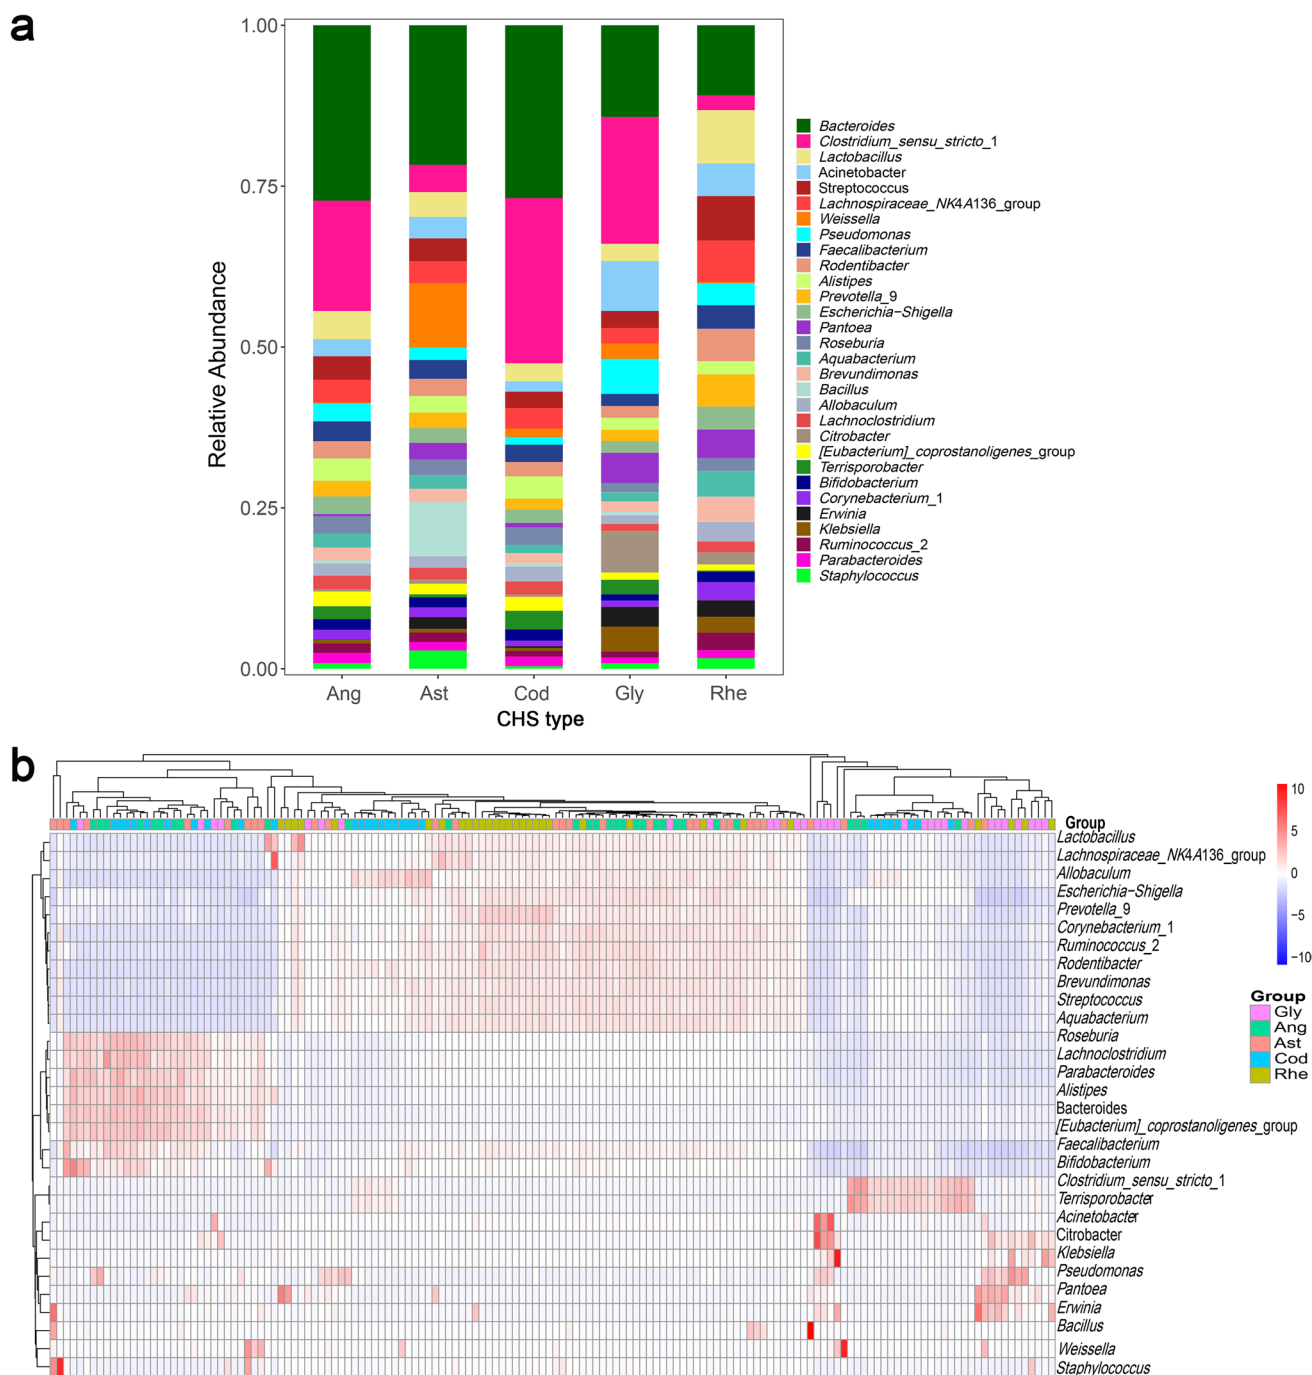 a
1.00
0.75
0.50
0.25
0.00
Relative Abundance
Ang Ast Cod Gly Rhe
CHS type
Bacteroides
Clostridium_sensu_stricto_1
Lactobacillus
Acinetobacter
Streptococcus
Lachnospiraceae_NK4A136_group
Weissella
Pseudomonas
Faecalibacterium
Rodentibacter
Alistipes
Prevotella_9
Escherichia−Shigella
Pantoea
Roseburia
Aquabacterium
Brevundimonas
Bacillus
Allobaculum
Lachnoclostridium
Citrobacter
[Eubacterium]_coprostanoligenes_group
Terrisporobacter
Bifidobacterium
Corynebacterium_1
Erwinia
Klebsiella
Ruminococcus_2
Parabacteroides
Staphylococcus
b
Group
Lactobacillus
Lachnospiraceae_NK4A136_group
Allobaculum
Escherichia−Shigella
Prevotella_9
Corynebacterium_1
Ruminococcus_2
Rodentibacter
Brevundimonas
Streptococcus
Aquabacterium
Roseburia
Lachnoclostridium
Parabacteroides
Alistipes
Bacteroides
[Eubacterium]_coprostanoligenes_group
Faecalibacterium
Bifidobacterium
Clostridium_sensu_stricto_1
Terrisporobacter
Acinetobacter
Citrobacter
Klebsiella
Pseudomonas
Pantoea
Erwinia
Bacillus
Weissella
Staphylococcus
10
5
0
−5
−10
Group
Gly
Ang
Ast
Cod
Rhe